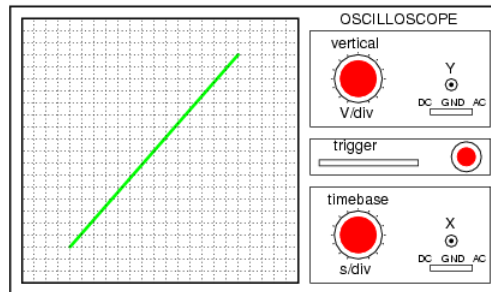 OSCILLOSCOPE
vertical
V/div
Y
DC GND AC
trigger
timebase
s/div
X
DC GND AC